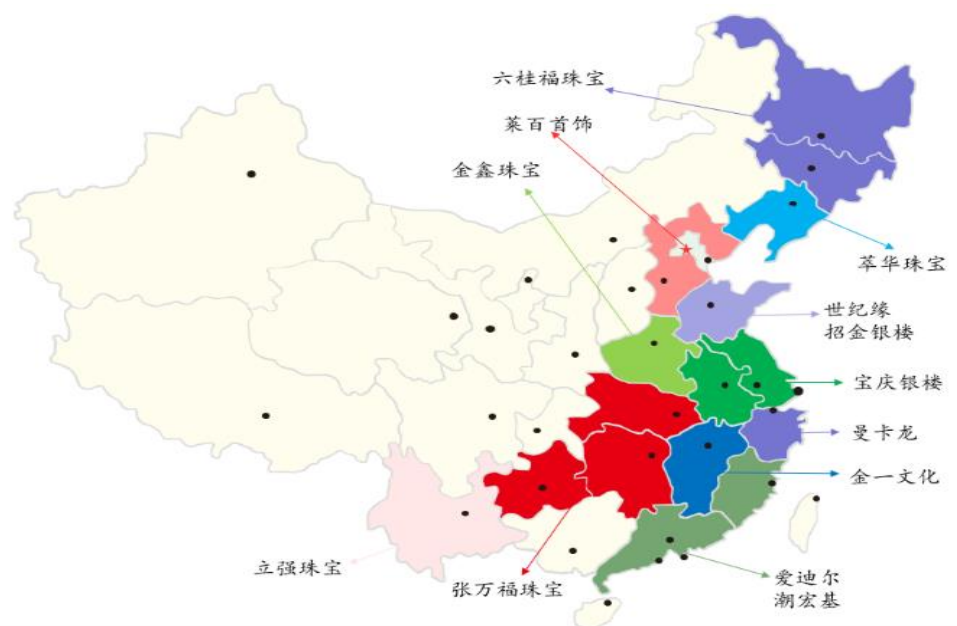 六桂福珠宝
菜百首饰
金鑫珠宝
萃华珠宝
世纪缘
招金银楼
宝庆银楼
曼卡龙
金一文化
爱迪尔
潮宏基
张万福珠宝
立强珠宝